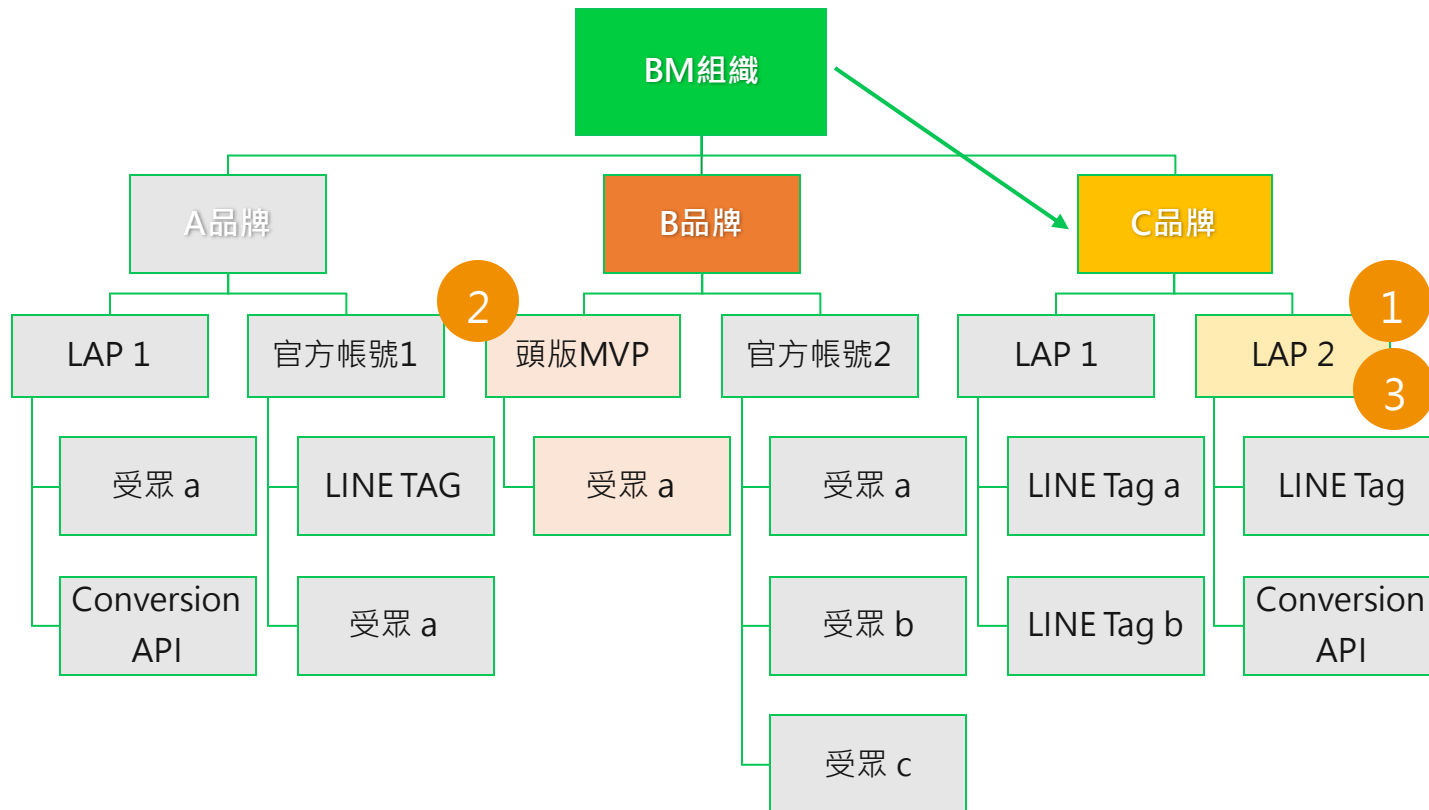 BM組織
A品牌
B品牌
C品牌
2
1
LAP 1
官方帳號1
頭版MVP
官方帳號2
LAP 1
LAP 2
3
受眾 a
LINE TAG
受眾 a
受眾 a
LINE Tag a
LINE Tag
Conversion
API
受眾 a
受眾 b
LINE Tag b
Conversion
API
受眾 c